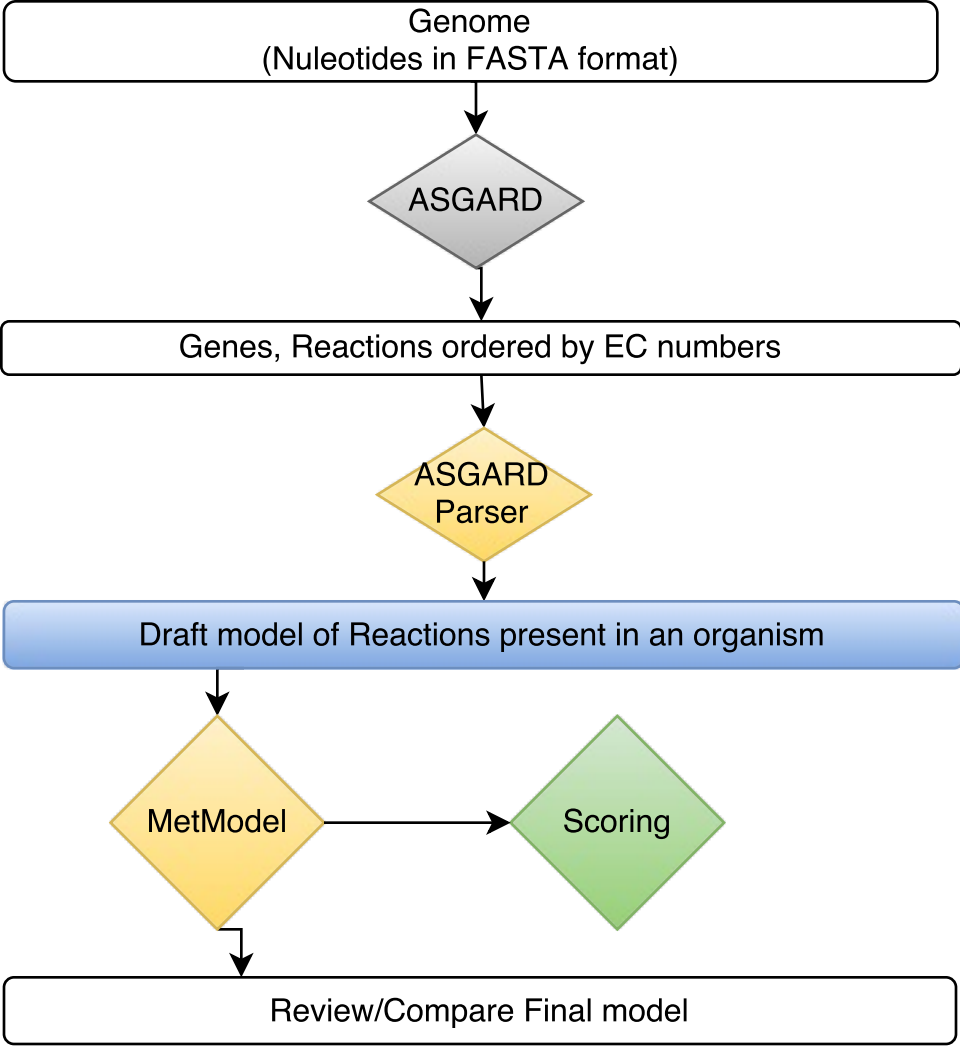 Genome
(Nuleotides in FASTA format)
ASGARD
Genes, Reactions ordered by EC numbers
ASGARD
Parser
Draft model of Reactions present in an organism
MetModel
Scoring
Review/Compare Final model